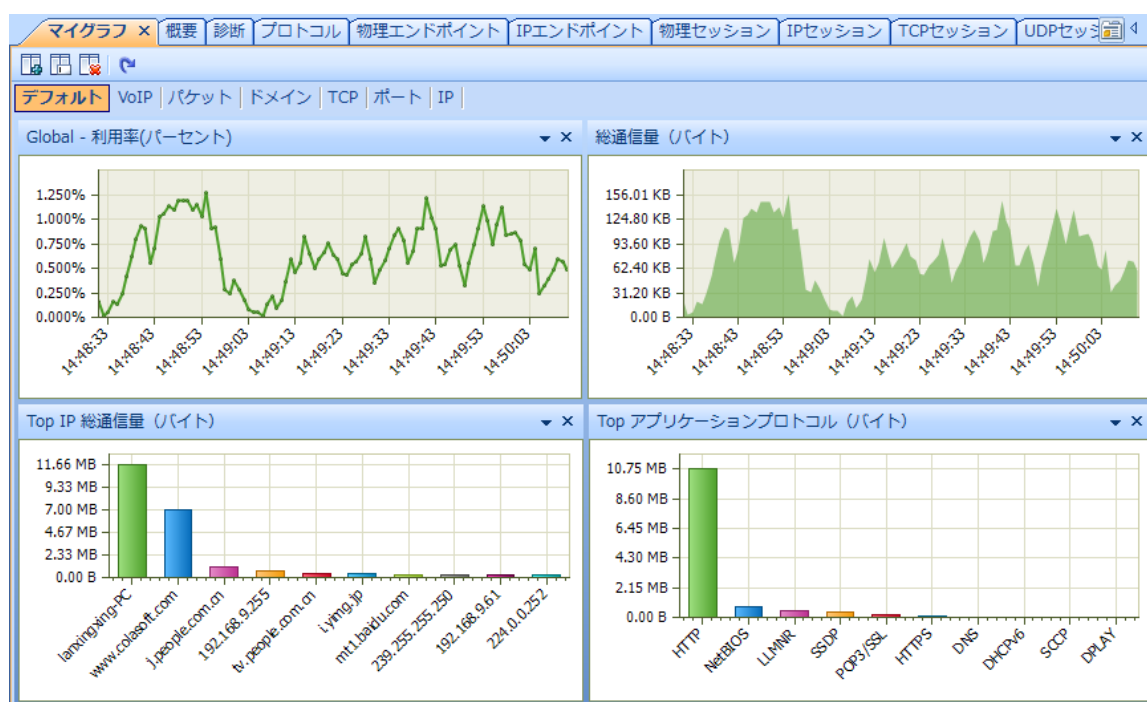 マイグラフ × 概要 診断 プロトコル 物理エンドポイント IPエンドポイント 物理セッション IPセッション TCPセッション UDPセッミ
デフォルト VoIP パケット ドメイン TCP ポート IP
Global - 利用率(パーセント)
1.250%
1.000%
0.750%
0.500%
0.250%
0.000%
14:48:33 14:48:43 14:48:53 14:49:03 14:49:13 14:49:23 14:49:33 14:49:43 14:49:53 14:50:03
総通信量（バイト）
156.01 KB
124.80 KB
93.60 KB
62.40 KB
31.20 KB
0.00 B
14:48:33 14:48:43 14:48:53 14:49:03 14:49:13 14:49:23 14:49:33 14:49:43 14:49:53 14:50:03
Top IP 総通信量（バイト）
11.66 MB
9.33 MB
7.00 MB
4.67 MB
2.33 MB
0.00 B
lanxingxing-PC www.colasoft.com j.people.com.cn 192.168.9.255 tv.people.com.cn i.yimg.jp mt1.baidu.com 239.255.255.250 192.168.9.61 224.0.0.252
Top アプリケーションプロトコル（バイト）
10.75 MB
8.60 MB
6.45 MB
4.30 MB
2.15 MB
0.00 B
HTTP NetBIOS LLMNR SSDP POP3/SSL HTTPS DNS DHCPv6 SCCP DPLAY